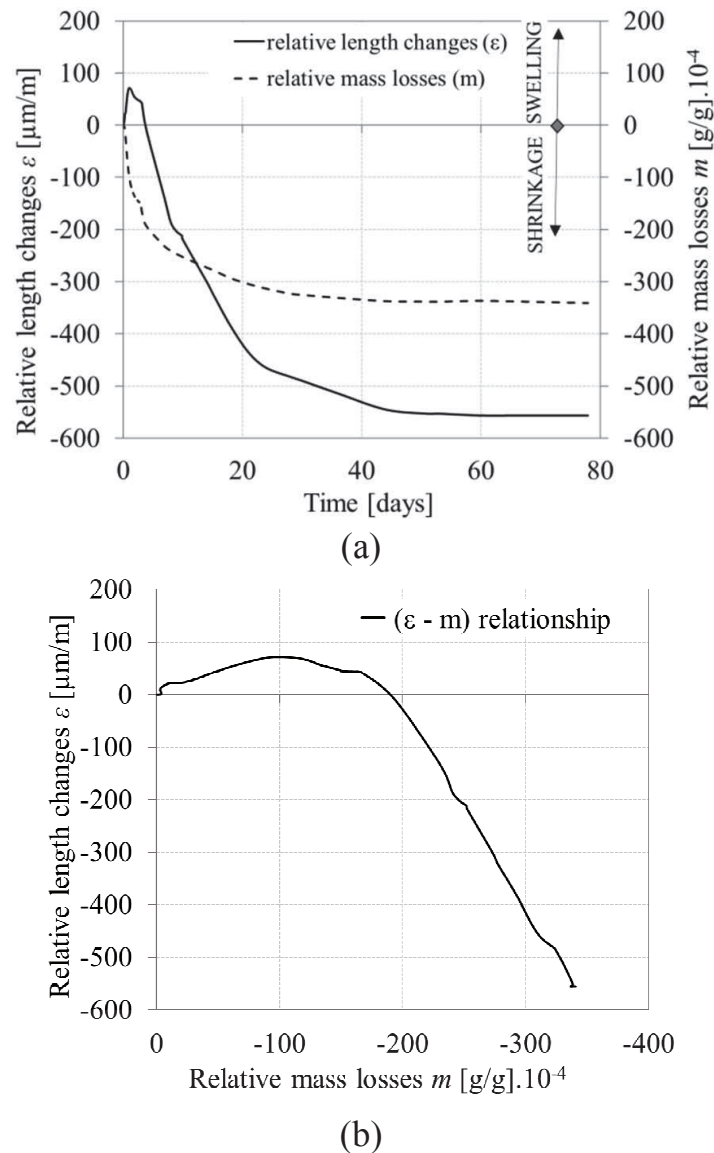 200
100
0
-100
-200
-300
-400
-500
-600
Relative length changes ε [µm/m]
relative length changes (ε)
relative mass losses (m)
SHRINKAGE SWELLING
200
100
0
-100
-200
-300
-400
-500
-600
Relative mass losses m [g/g].10⁻⁴
0 20 40 60 80
Time [days]
(a)
200
100
0
-100
-200
-300
-400
-500
-600
Relative length changes ε [µm/m]
(ε - m) relationship
0 -100 -200 -300 -400
Relative mass losses m [g/g].10⁻⁴
(b)